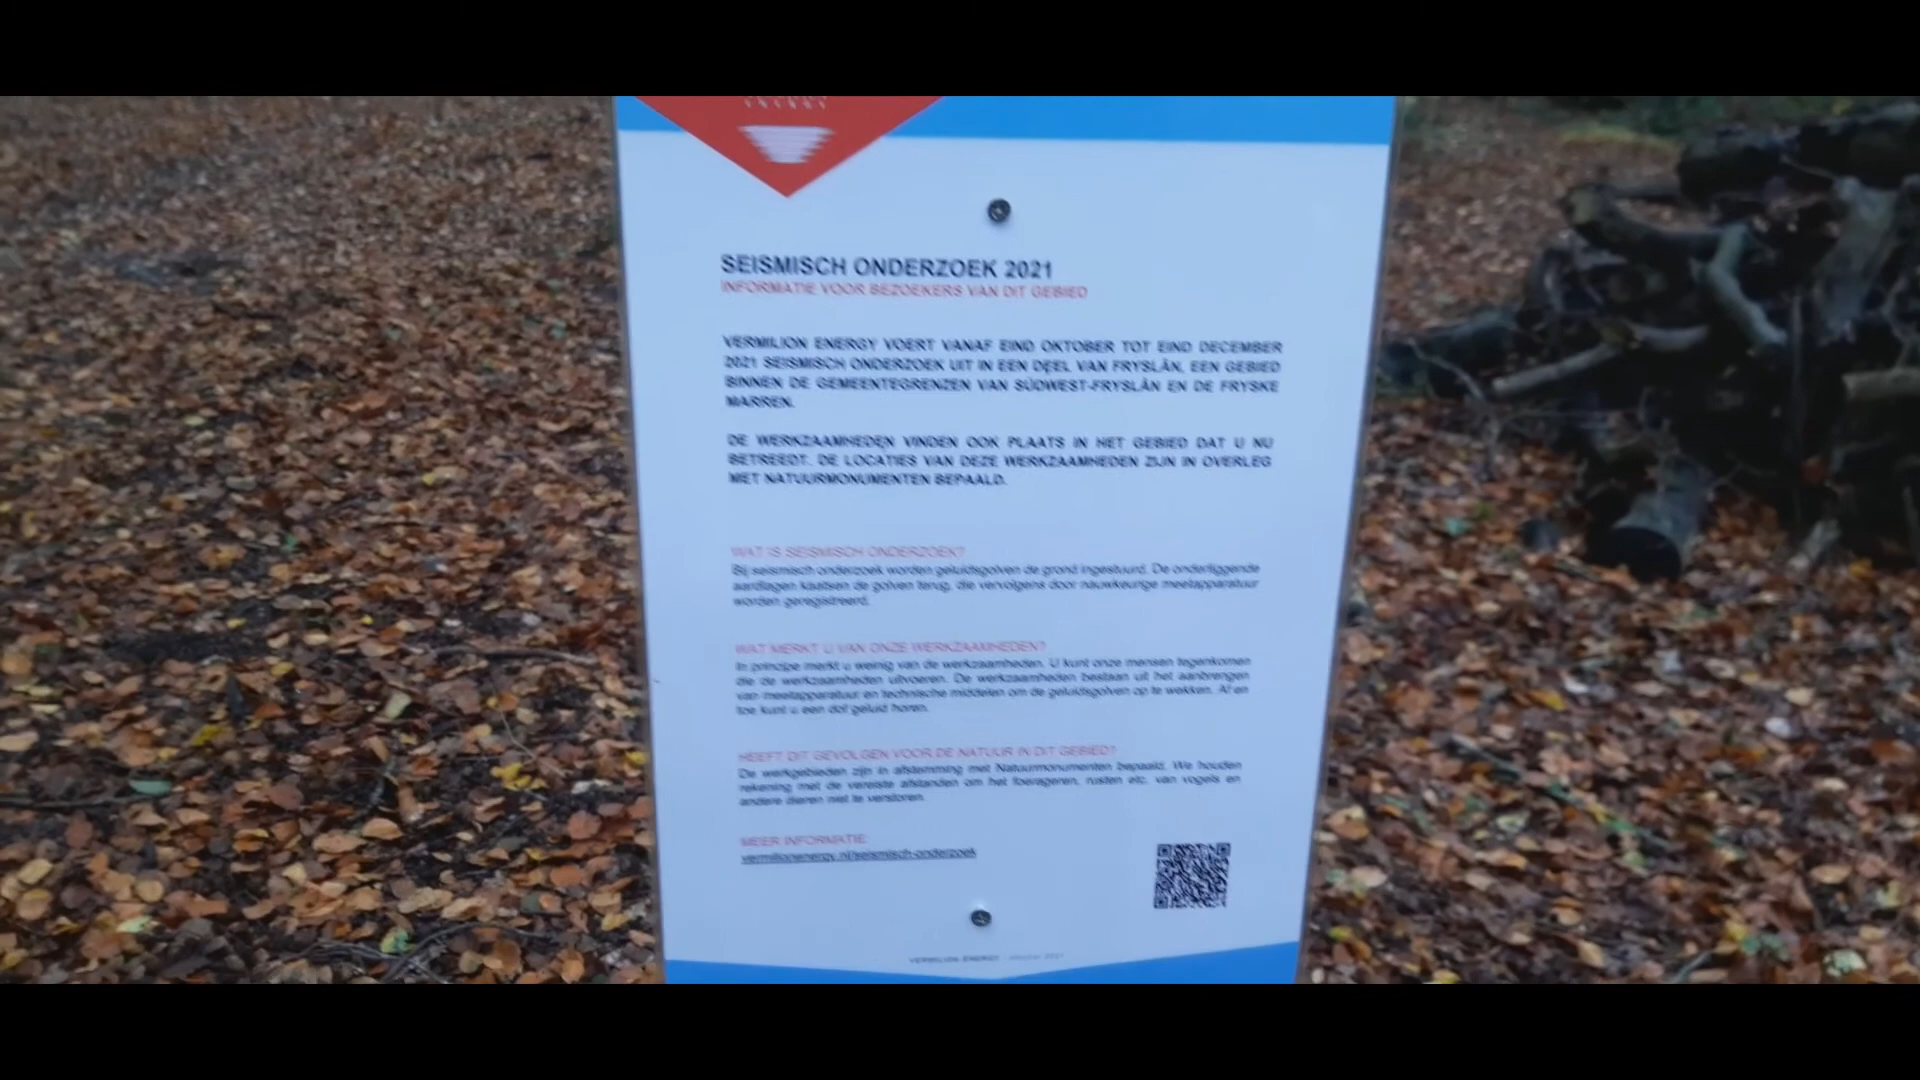 ENERGY
SEISMISCH ONDERZOEK 2021
INFORMATIE VOOR BEZOEKERS VAN DIT GEBIED
VERMILION ENERGY VOERT VANAF EIND OKTOBER TOT EIND DECEMBER
2021 SEISMISCH ONDERZOEK UIT IN EEN DEEL VAN FRYSLÂN, EEN GEBIED
BINNEN DE GEMEENTEGRENZEN VAN SÚDWEST-FRYSLÂN EN DE FRYSKE
MARREN.
DE WERKZAAMHEDEN VINDEN OOK PLAATS IN HET GEBIED DAT U NU
BETREEDT. DE LOCATIES VAN DEZE WERKZAAMHEDEN ZIJN IN OVERLEG
MET NATUURMONUMENTEN BEPAALD.
WAT IS SEISMISCH ONDERZOEK?
Bij seismisch onderzoek worden geluidsgolven de grond ingestuurd. De onderliggende
aardlagen kaatsen de golven terug, die vervolgens door nauwkeurige meetapparatuur
worden geregistreerd.
WAT MERKT U VAN ONZE WERKZAAMHEDEN?
In principe merkt u weinig van de werkzaamheden. U kunt onze mensen tegenkomen
die de werkzaamheden uitvoeren. De werkzaamheden bestaan uit het aanbrengen
van meetapparatuur en technische middelen om de geluidsgolven op te wekken. Af en
toe kunt u een dof geluid horen.
HEEFT DIT GEVOLGEN VOOR DE NATUUR IN DIT GEBIED?
De werkgebieden zijn in afstemming met Natuurmonumenten bepaald. We houden
rekening met de vereiste afstanden om het foerageren, rusten etc. van vogels en
andere dieren niet te verstoren.
MEER INFORMATIE:
vermilionenergy.nl/seismisch-onderzoek
VERMILION ENERGY - oktober 2021